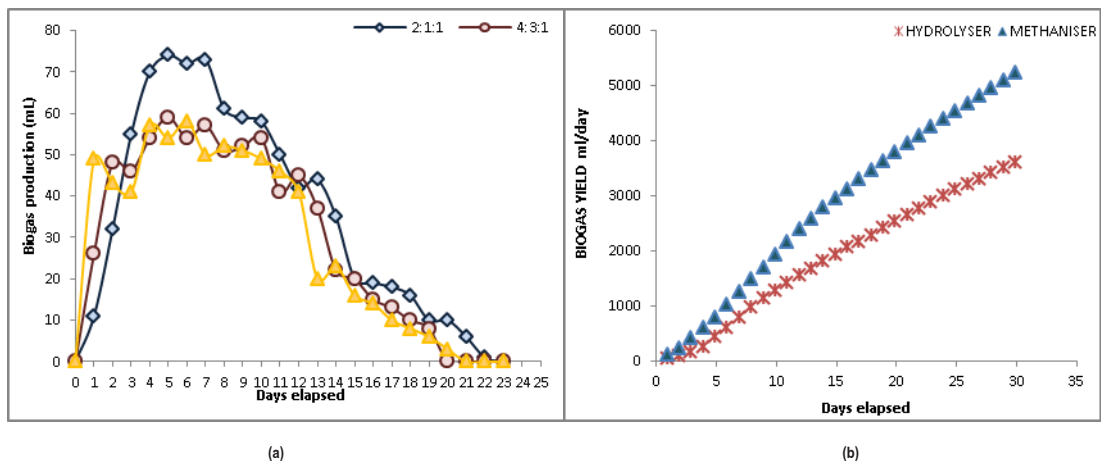 2:1:1 4:3:1
Biogas production (mL)
80
70
60
50
40
30
20
10
0
0 1 2 3 4 5 6 7 8 9 10 11 12 13 14 15 16 17 18 19 20 21 22 23 24 25
Days elapsed
(a)
HYDROLYSER METHANISER
BIOGAS YIELD ml/day
6000
5000
4000
3000
2000
1000
0
0 5 10 15 20 25 30 35
Days elapsed
(b)